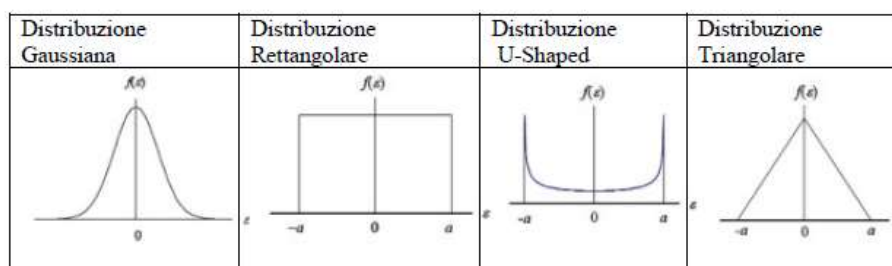 Distribuzione
Gaussiana
Distribuzione
Rettangolare
Distribuzione
U-Shaped
Distribuzione
Triangolare
f(ε)
0
ε
f(ε)
-a
0
a
ε
f(ε)
-a
0
a
ε
f(ε)
-a
0
a